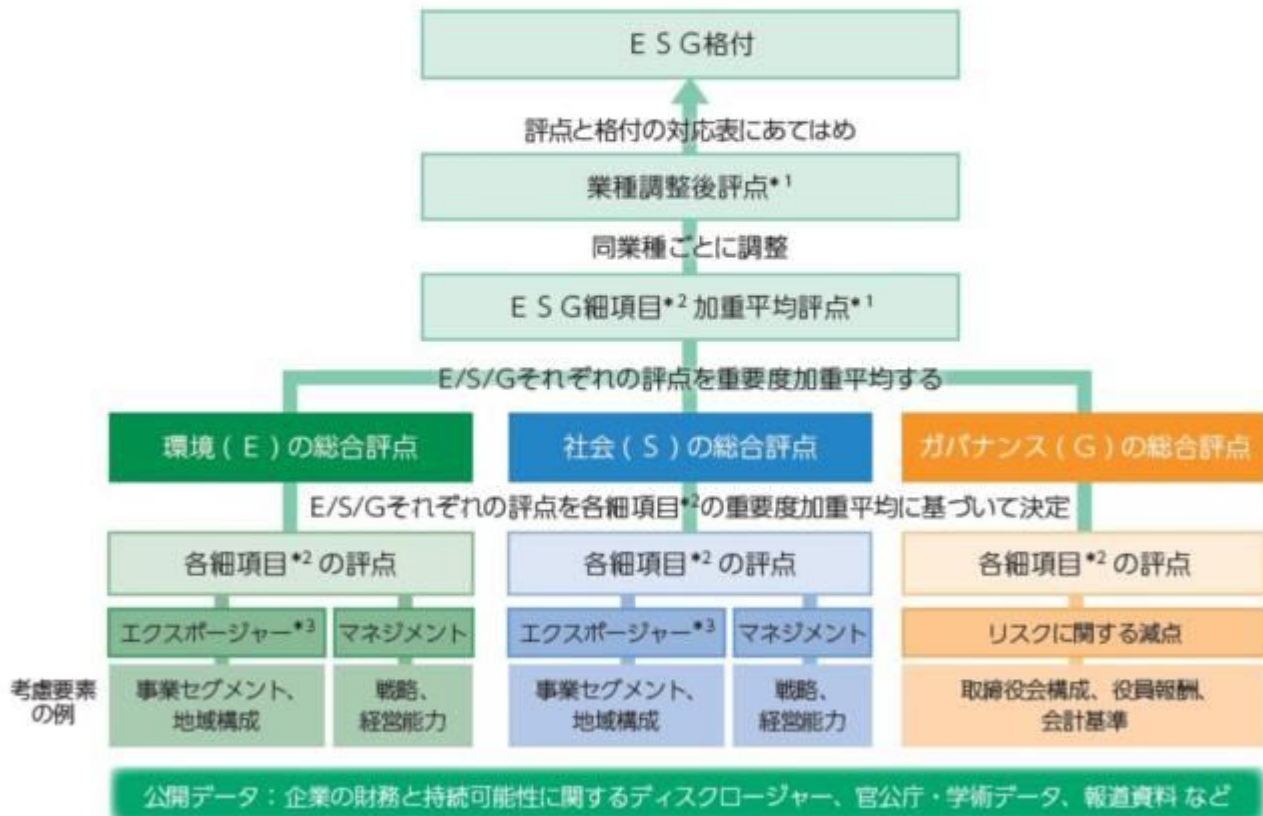 ESG格付
評点と格付の対応表にあてはめ
業種調整後評点*1
同業種ごとに調整
ESG細項目*2 加重平均評点*1
E/S/Gそれぞれの評点を重要度加重平均する
環境(E)の総合評点
社会(S)の総合評点
ガバナンス(G)の総合評点
E/S/Gそれぞれの評点を各細項目*2の重要度加重平均に基づいて決定
各細項目*2 の評点
各細項目*2 の評点
各細項目*2 の評点
エクスポージャー*3
マネジメント
エクスポージャー*3
マネジメント
リスクに関する減点
考慮要素
の例
事業セグメント、
地域構成
戦略、
経営能力
事業セグメント、
地域構成
戦略、
経営能力
取締役会構成、役員報酬、
会計基準
公開データ：企業の財務と持続可能性に関するディスクロージャー、官公庁・学術データ、報道資料 など